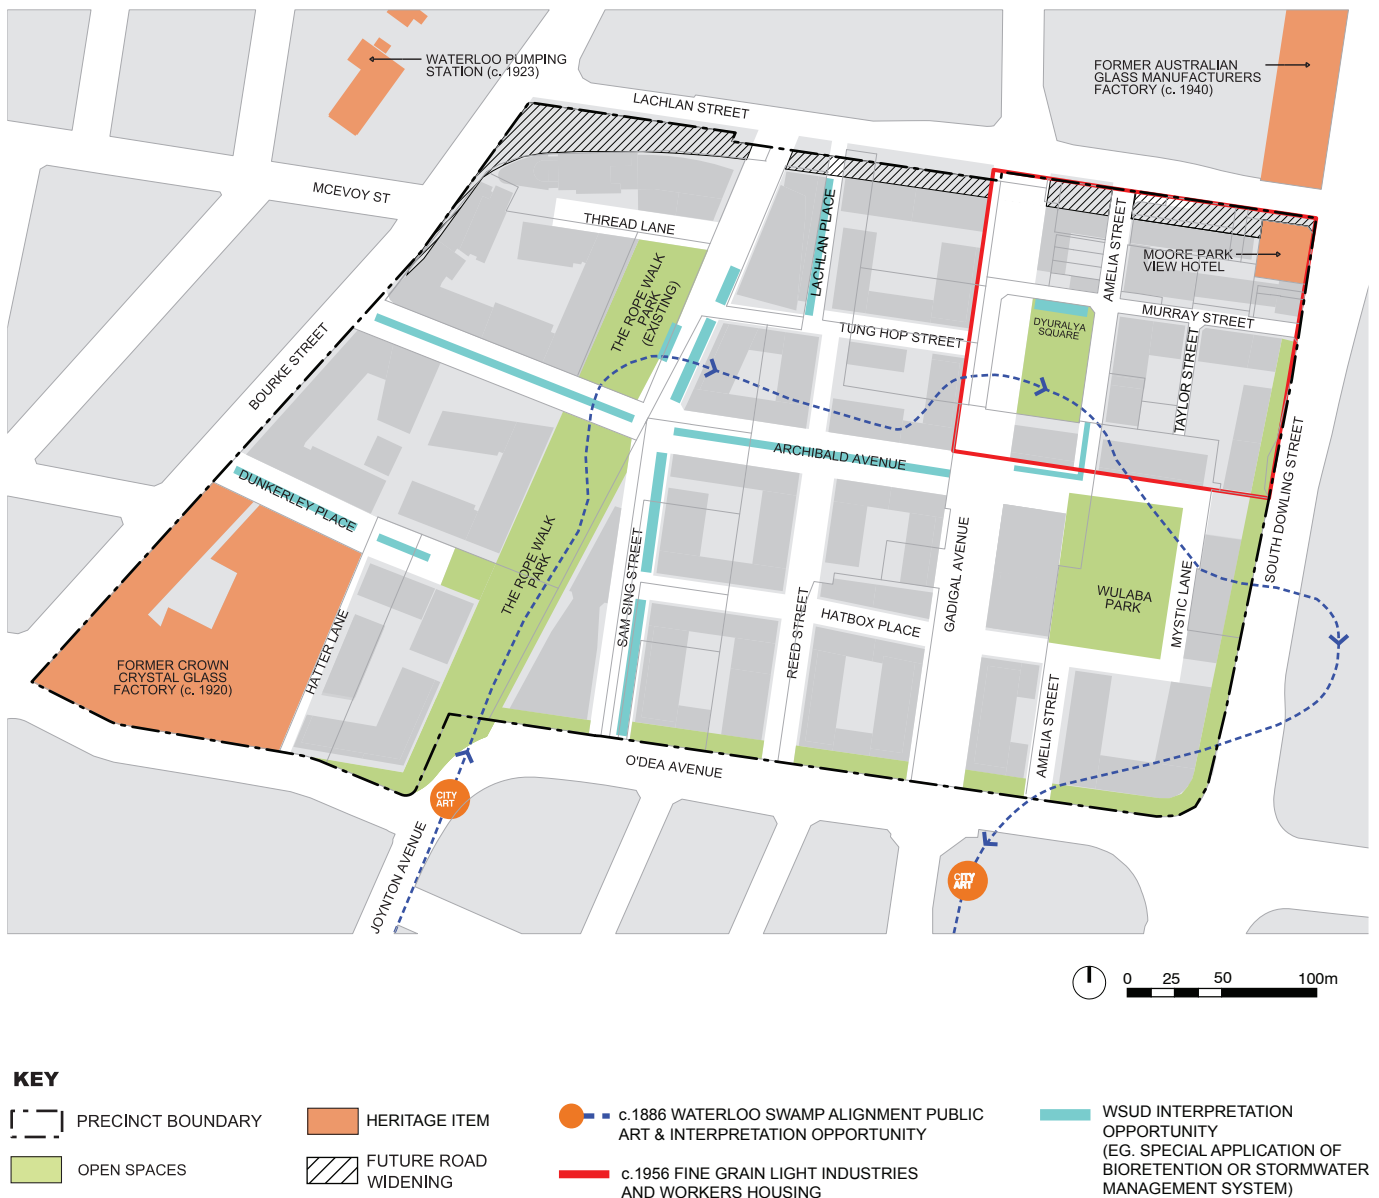 WATERLOO PUMPING
STATION (c. 1923)
LACHLAN STREET
FORMER AUSTRALIAN
GLASS MANUFACTURERS
FACTORY (c. 1940)
MCEVOY ST
THREAD LANE
LACHLAN PLACE
AMELIA STREET
MOORE PARK
VIEW HOTEL
THE ROPE WALK
PARK
(EXISTING)
TUNG HOP STREET
DYURALYA
SQUARE
MURRAY STREET
TAYLOR STREET
BOURKE STREET
ARCHIBALD AVENUE
SOUTH DOWLING STREET
DUNKERLEY PLACE
THE ROPE WALK
PARK
SAM SING STREET
GADIGAL AVENUE
WULABA
PARK
MYSTIC LANE
REED STREET
HATBOX PLACE
HATTER LANE
FORMER CROWN
CRYSTAL GLASS
FACTORY (c. 1920)
AMELIA STREET
O'DEA AVENUE
CITY
ART
JOYNTON AVENUE
CITY
ART
0 25 50 100m
KEY
PRECINCT BOUNDARY
OPEN SPACES
HERITAGE ITEM
FUTURE ROAD
WIDENING
c.1886 WATERLOO SWAMP ALIGNMENT PUBLIC
ART & INTERPRETATION OPPORTUNITY
c.1956 FINE GRAIN LIGHT INDUSTRIES
AND WORKERS HOUSING
WSUD INTERPRETATION
OPPORTUNITY
(EG. SPECIAL APPLICATION OF
BIORETENTION OR STORMWATER
MANAGEMENT SYSTEM)